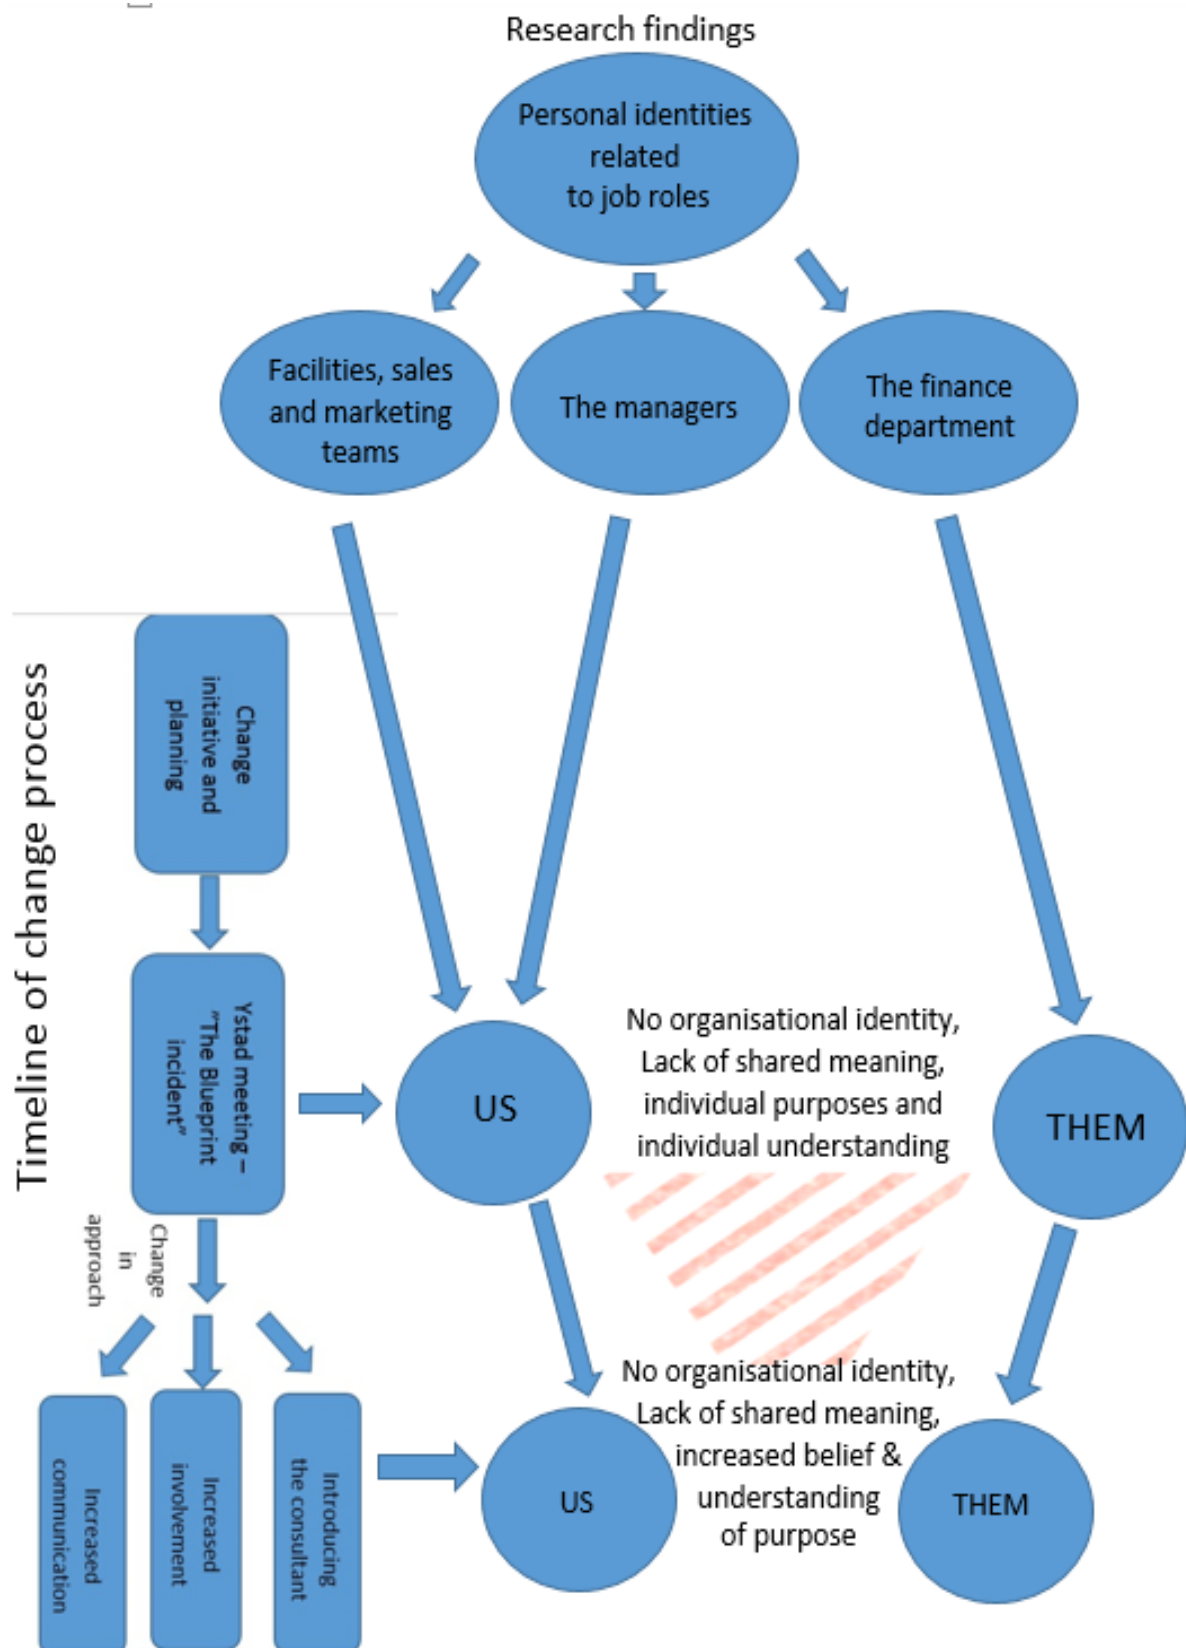 Research findings
Personal identities
related
to job roles
Facilities, sales
and marketing
teams
The managers
The finance
department
Timeline of change process
Change
initiative and
planning
Ystad meeting –
"The Blueprint
incident"
US
No organisational identity,
Lack of shared meaning,
individual purposes and
individual understanding
THEM
Change
in
approach
Increased
communication
Increased
involvement
Introducing
the consultant
US
No organisational identity,
Lack of shared meaning,
increased belief &
understanding
of purpose
THEM